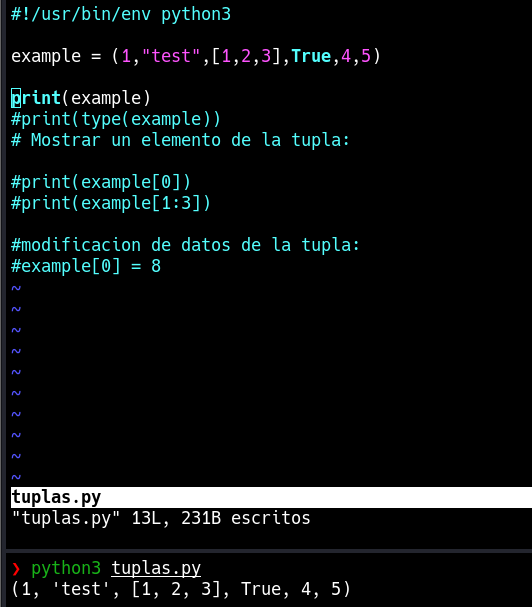 #!/usr/bin/env python3
example = (1,"test",[1,2,3],True,4,5)
print(example)
#print(type(example))
# Mostrar un elemento de la tupla:
#print(example[0])
#print(example[1:3])
#modificacion de datos de la tupla:
#example[0] = 8
~
~
~
~
~
~
~
~
~
~
tuplas.py
"tuplas.py" 13L, 231B escritos
❯ python3 tuplas.py
(1, 'test', [1, 2, 3], True, 4, 5)